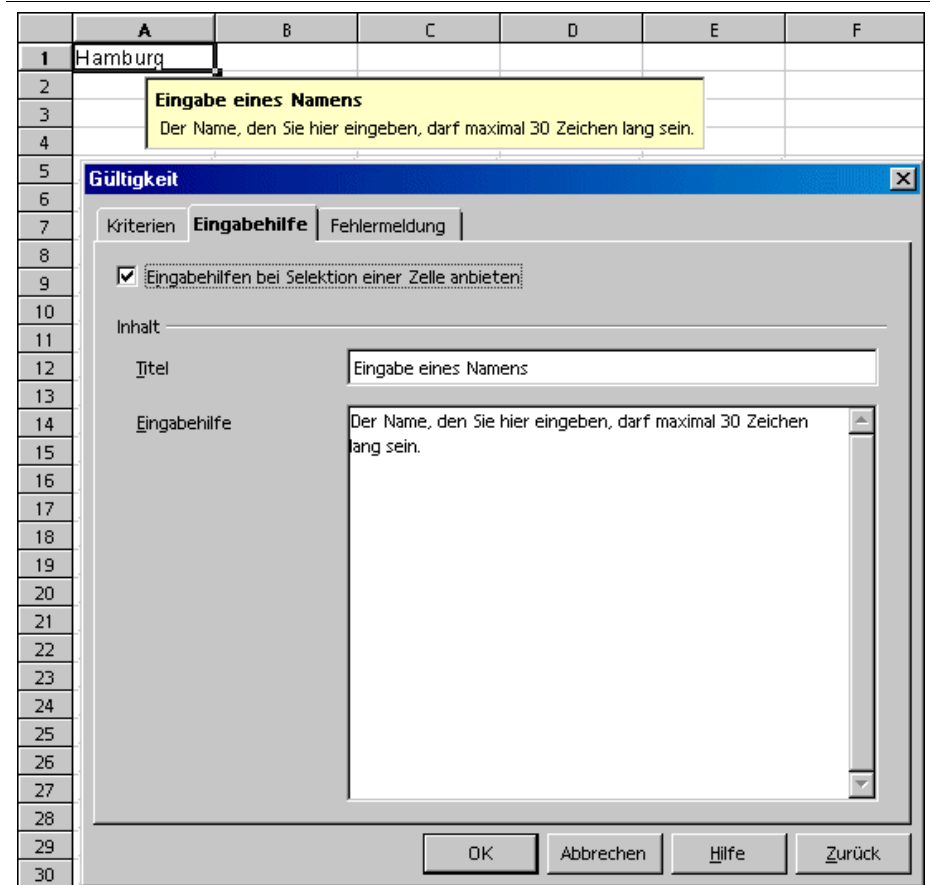 A B C D E F
1 Hamburg
2
Eingabe eines Namens
3
Der Name, den Sie hier eingeben, darf maximal 30 Zeichen lang sein.
4
5
Gültigkeit
6
7 Kriterien Eingabehilfe Fehlermeldung
8
9 Eingabehilfen bei Selektion einer Zelle anbieten
10
Inhalt
11
12 Titel Eingabe eines Namens
13
14 Eingabehilfe Der Name, den Sie hier eingeben, darf maximal 30 Zeichen
15 lang sein.
16
17
18
19
20
21
22
23
24
25
26
27
28
29 OK Abbrechen Hilfe Zurück
30